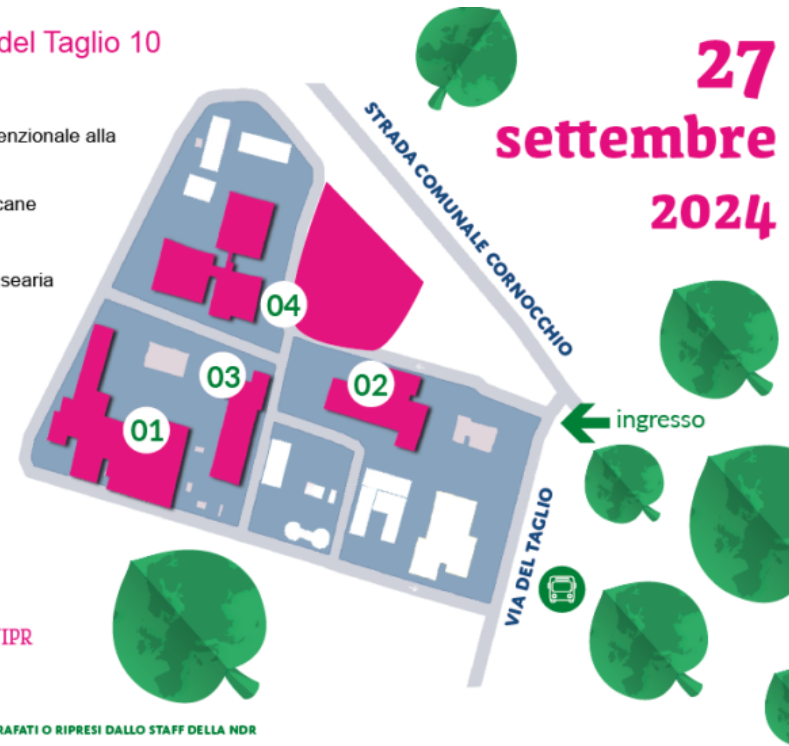 del Taglio 10
27
settembre
2024
enzionale alla
cane
searia
STRADA COMUNALE CORNOCCHIO
04
03
02
01
ingresso
VIA DEL TAGLIO
IPR
RAFATI O RIPRESI DALLO STAFF DELLA NDR